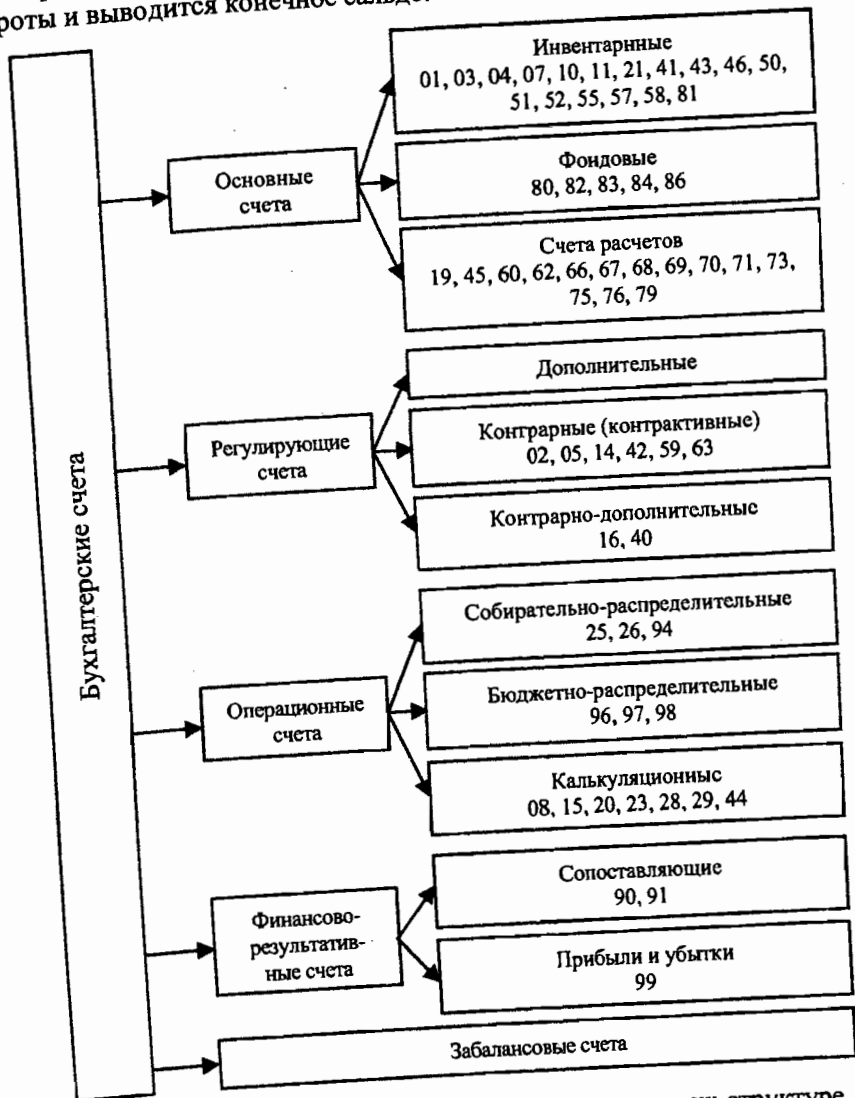 роты и выводится конечное сальдо.
Бухгалтерские счета
Основные
счета
Инвентарнные
01, 03, 04, 07, 10, 11, 21, 41, 43, 46, 50,
51, 52, 55, 57, 58, 81
Фондовые
80, 82, 83, 84, 86
Счета расчетов
19, 45, 60, 62, 66, 67, 68, 69, 70, 71, 73,
75, 76, 79
Регулирующие
счета
Дополнительные
Контрарные (контрактивные)
02, 05, 14, 42, 59, 63
Контрарно-дополнительные
16, 40
Операционные
счета
Собирательно-распределительные
25, 26, 94
Бюджетно-распределительные
96, 97, 98
Калькуляционные
08, 15, 20, 23, 28, 29, 44
Финансово-
результатив-
ные счета
Сопоставляющие
90, 91
Прибыли и убытки
99
Забалансовые счета
структуре